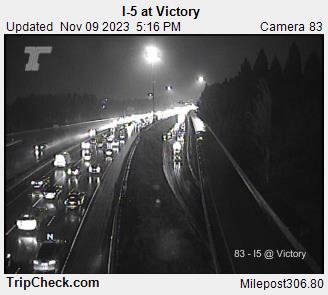 I-5 at Victory
Updated Nov 09 2023 5:16 PM Camera 83
T
N
83 - I5 @ Victory
TripCheck.com Milepost306.80